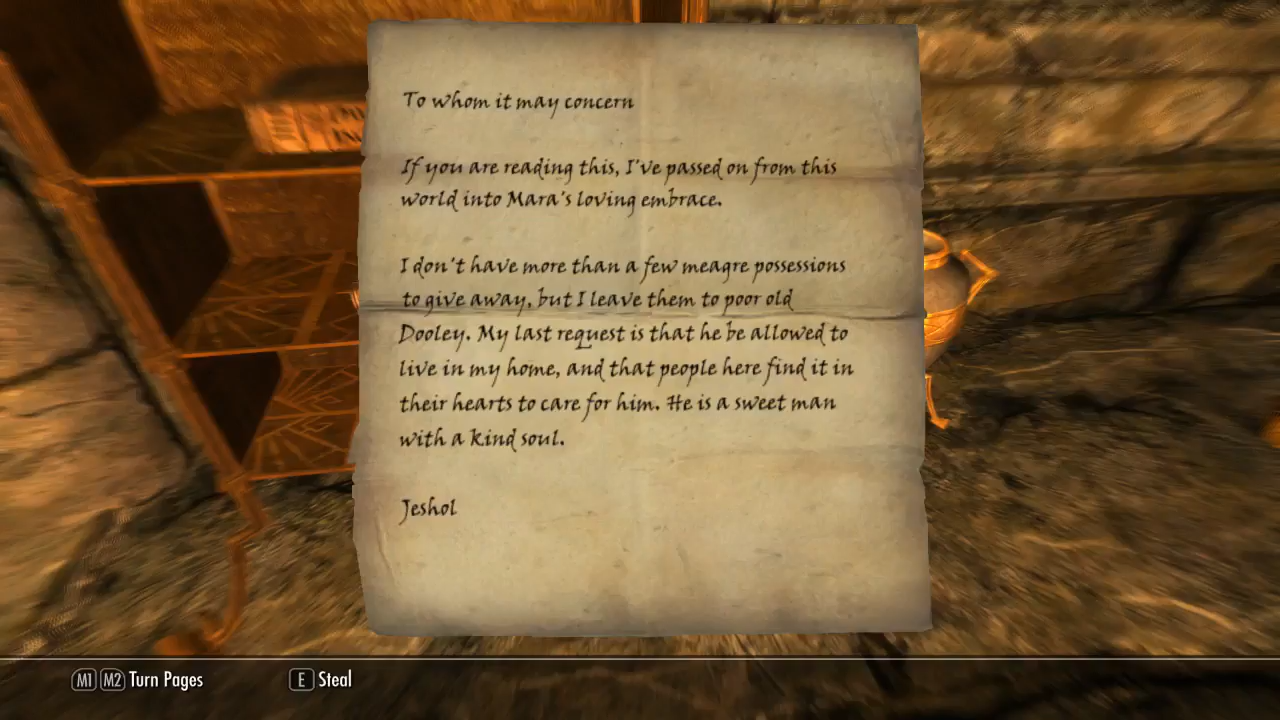 To whom it may concern
If you are reading this, I've passed on from this
world into Mara's loving embrace.
I don't have more than a few meagre possessions
to give away, but I leave them to poor old
Dooley. My last request is that he be allowed to
live in my home, and that people here find it in
their hearts to care for him. He is a sweet man
with a kind soul.
Jeshol
M1 M2 Turn Pages E Steal